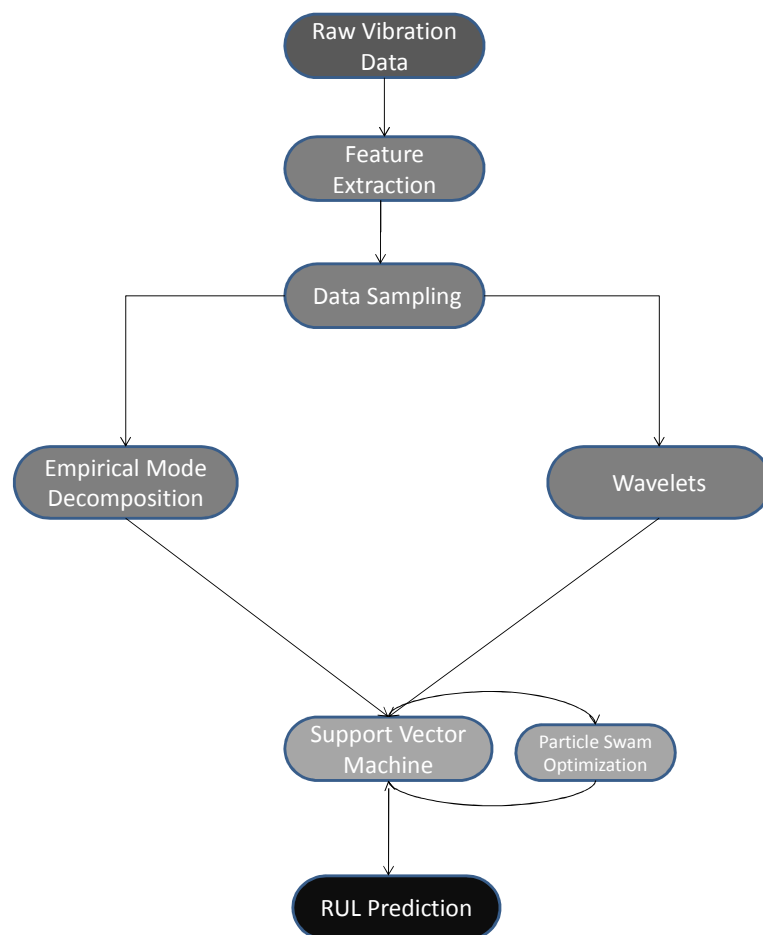 Raw Vibration
Data
Feature
Extraction
Data Sampling
Empirical Mode
Decomposition
Wavelets
Support Vector
Machine
Particle Swam
Optimization
RUL Prediction